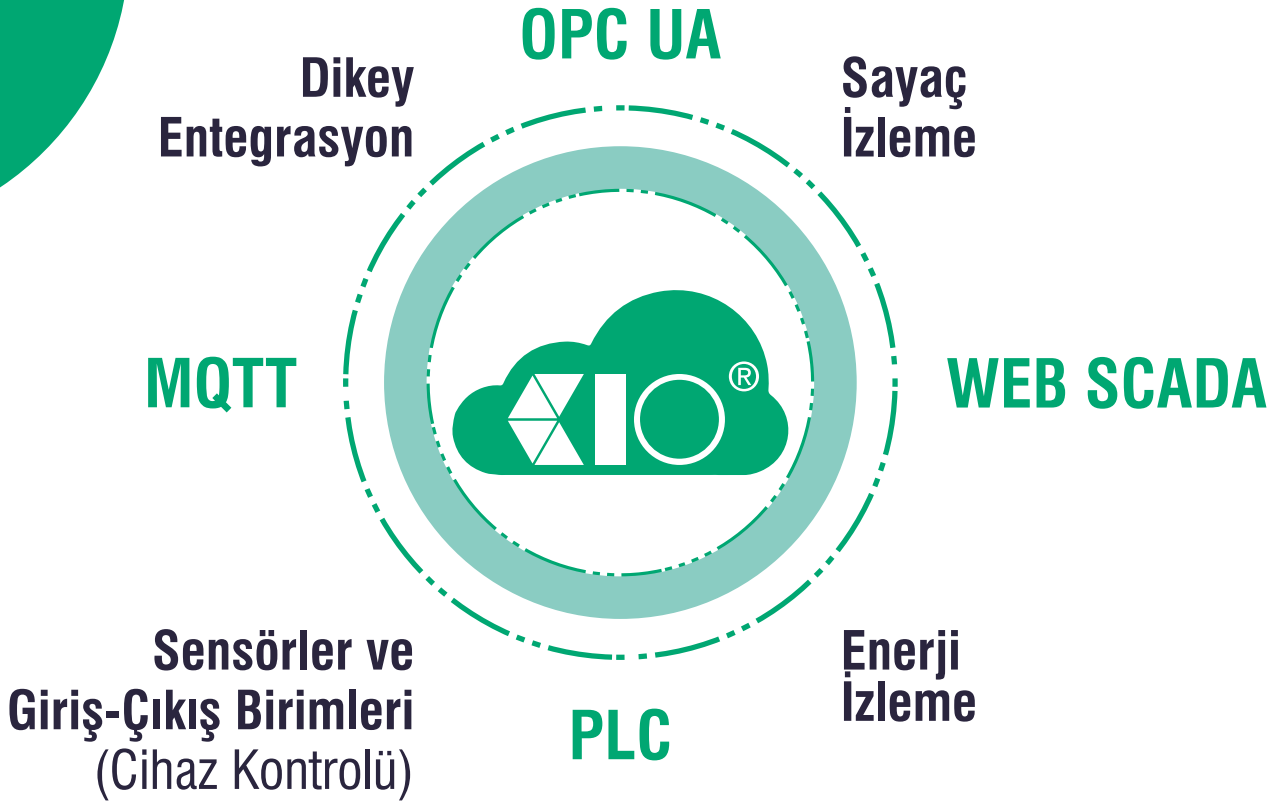 OPC UA
Dikey
Entegrasyon
Sayaç
İzleme
MQTT
®
WEB SCADA
Sensörler ve
Giriş-Çıkış Birimleri
(Cihaz Kontrolü)
PLC
Enerji
İzleme